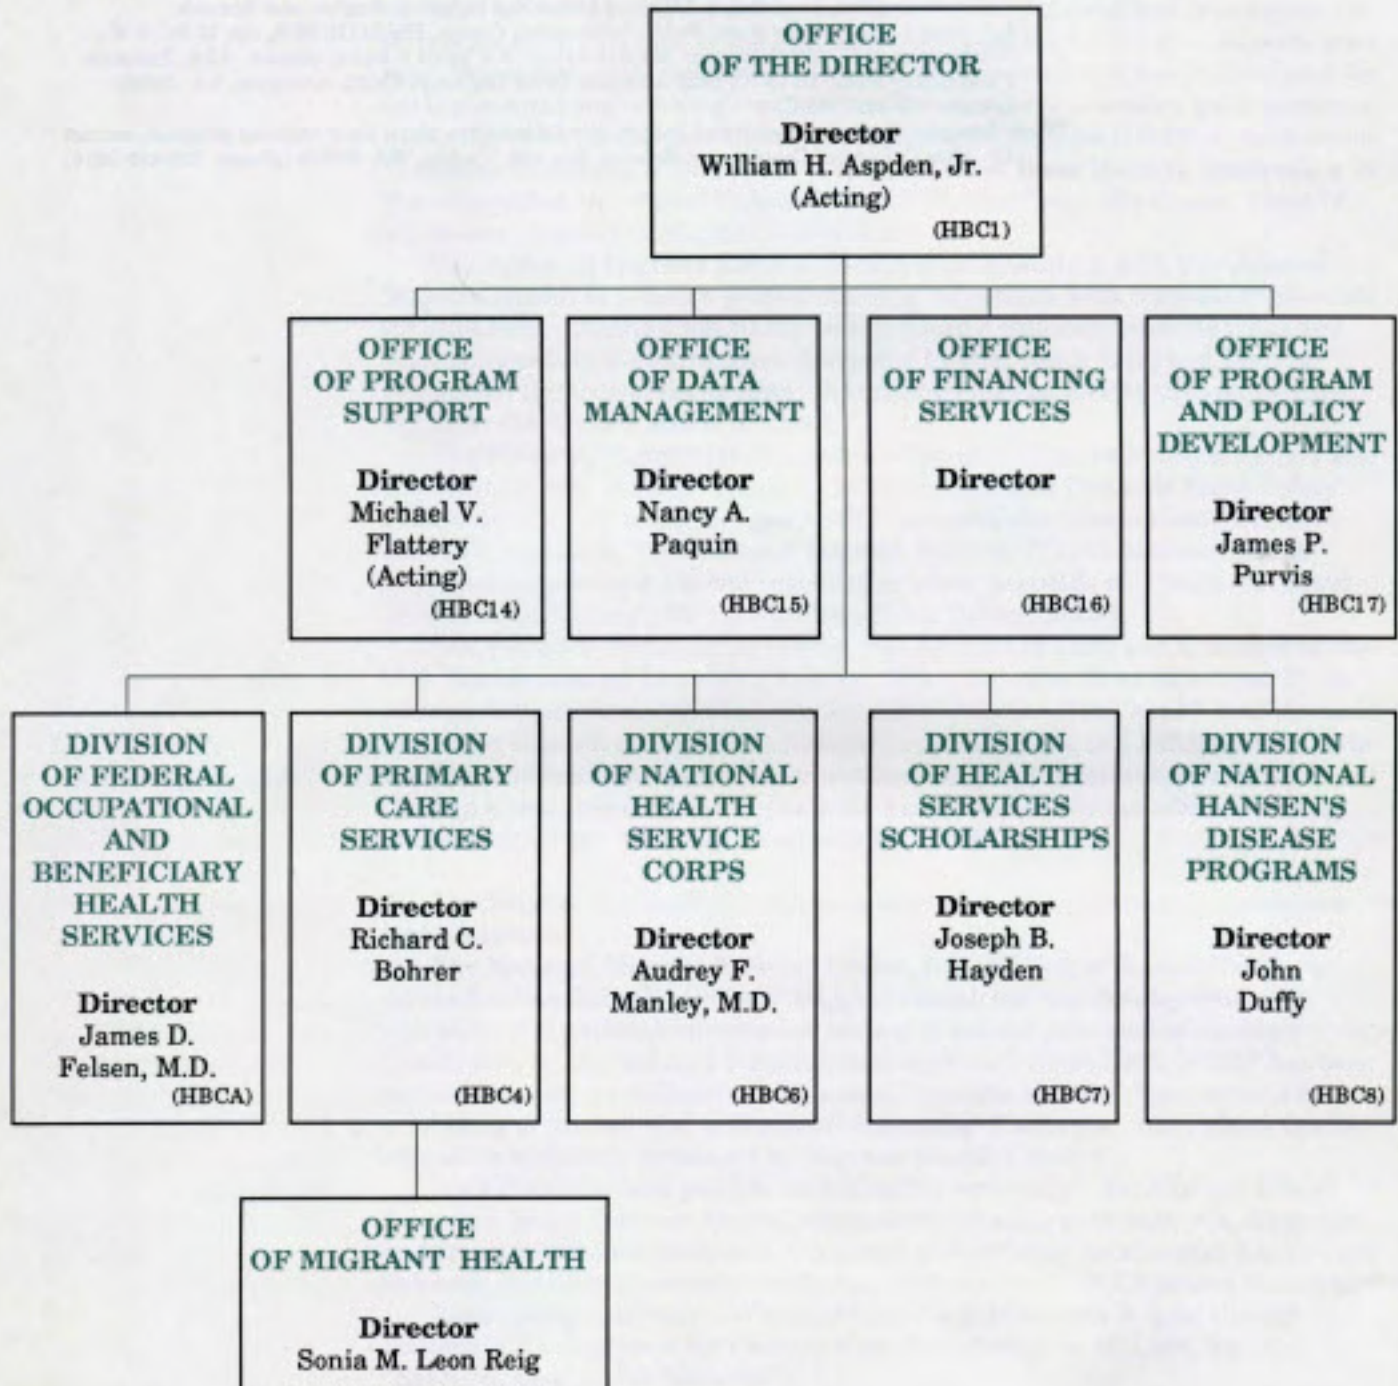 OFFICE
OF THE DIRECTOR
Director
William H. Aspden, Jr.
(Acting)
(HBC1)
OFFICE
OF PROGRAM
SUPPORT
Director
Michael V.
Flattery
(Acting)
(HBC14)
OFFICE
OF DATA
MANAGEMENT
Director
Nancy A.
Paquin
(HBC15)
OFFICE
OF FINANCING
SERVICES
Director
(HBC16)
OFFICE
OF PROGRAM
AND POLICY
DEVELOPMENT
Director
James P.
Purvis
(HBC17)
DIVISION
OF FEDERAL
OCCUPATIONAL
AND
BENEFICIARY
HEALTH
SERVICES
Director
James D.
Felsen, M.D.
(HBCA)
DIVISION
OF PRIMARY
CARE
SERVICES
Director
Richard C.
Bohrer
(HBC4)
DIVISION
OF NATIONAL
HEALTH
SERVICE
CORPS
Director
Audrey F.
Manley, M.D.
(HBC6)
DIVISION
OF HEALTH
SERVICES
SCHOLARSHIPS
Director
Joseph B.
Hayden
(HBC7)
DIVISION
OF NATIONAL
HANSEN'S
DISEASE
PROGRAMS
Director
John
Duffy
(HBC8)
OFFICE
OF MIGRANT HEALTH
Director
Sonia M. Leon Reig